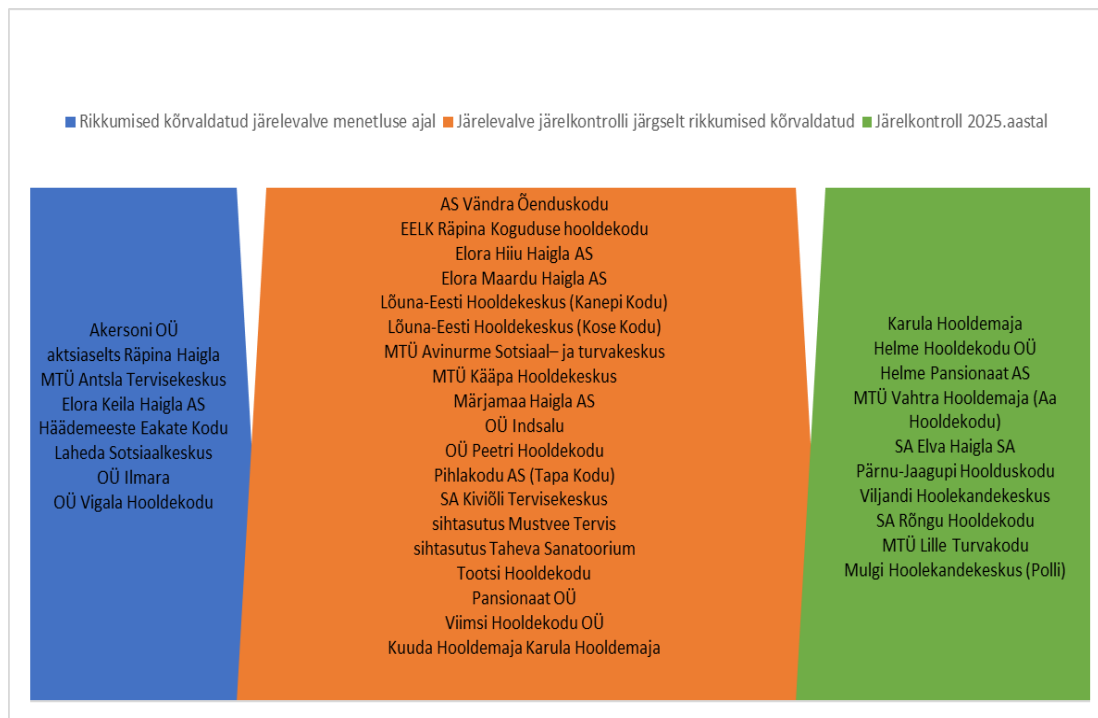 Rikkumised kõrvaldatud järelevalve menetluse ajal Järelevalve järelkontrolli järgselt rikkumised kõrvaldatud Järelkontroll 2025.aastal
Akersoni OÜ
aktsiaselts Räpina Haigla
MTÜ Antsla Tervisekeskus
Elora Keila Haigla AS
Häädemeeste Eakate Kodu
Laheda Sotsiaalkeskus
OÜ Ilmara
OÜ Vigala Hooldekodu
AS Vändra Õenduskodu
EELK Räpina Koguduse hooldekodu
Elora Hiiu Haigla AS
Elora Maardu Haigla AS
Lõuna-Eesti Hooldekeskus (Kanepi Kodu)
Lõuna-Eesti Hooldekeskus (Kose Kodu)
MTÜ Avinurme Sotsiaal– ja turvakeskus
MTÜ Kääpa Hooldekeskus
Märjamaa Haigla AS
OÜ Indsalu
OÜ Peetri Hooldekodu
Pihlakodu AS (Tapa Kodu)
SA Kiviõli Tervisekeskus
sihtasutus Mustvee Tervis
sihtasutus Taheva Sanatoorium
Tootsi Hooldekodu
Pansionaat OÜ
Viimsi Hooldekodu OÜ
Kuuda Hooldemaja Karula Hooldemaja
Karula Hooldemaja
Helme Hooldekodu OÜ
Helme Pansionaat AS
MTÜ Vahtra Hooldemaja (Aa
Hooldekodu)
SA Elva Haigla SA
Pärnu-Jaagupi Hoolduskodu
Viljandi Hoolekandekeskus
SA Rõngu Hooldekodu
MTÜ Lille Turvakodu
Mulgi Hoolekandekeskus (Polli)